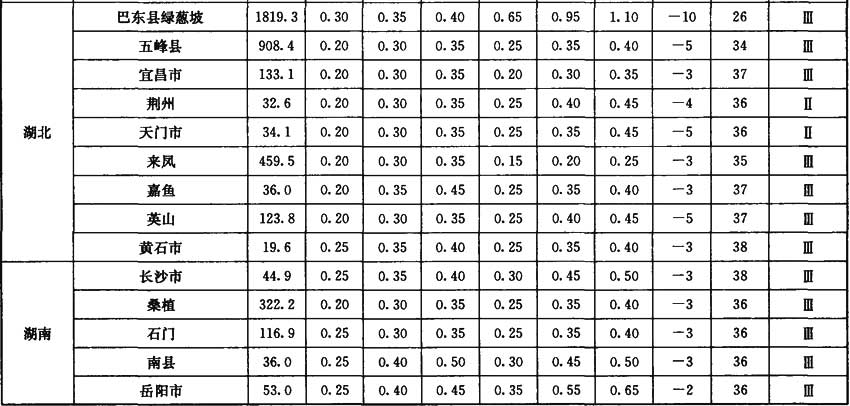 湖北
巴东县绿葱坡 1819.3 0.30 0.35 0.40 0.65 0.95 1.10 -10 26 Ⅲ
五峰县 908.4 0.20 0.30 0.35 0.25 0.35 0.40 -5 34 Ⅲ
宜昌市 133.1 0.20 0.30 0.35 0.20 0.30 0.35 -3 37 Ⅲ
荆州 32.6 0.20 0.30 0.35 0.25 0.40 0.45 -4 36 Ⅱ
天门市 34.1 0.20 0.30 0.35 0.25 0.35 0.45 -5 36 Ⅱ
来凤 459.5 0.20 0.30 0.35 0.15 0.20 0.25 -3 35 Ⅲ
嘉鱼 36.0 0.20 0.35 0.45 0.25 0.35 0.40 -3 37 Ⅲ
英山 123.8 0.20 0.30 0.35 0.25 0.40 0.45 -5 37 Ⅲ
黄石市 19.6 0.25 0.35 0.40 0.25 0.35 0.40 -3 38 Ⅲ
湖南
长沙市 44.9 0.25 0.35 0.40 0.30 0.45 0.50 -3 38 Ⅲ
桑植 322.2 0.20 0.30 0.35 0.25 0.35 0.40 -3 36 Ⅲ
石门 116.9 0.25 0.30 0.35 0.25 0.35 0.40 -3 36 Ⅲ
南县 36.0 0.25 0.40 0.50 0.30 0.45 0.50 -3 36 Ⅲ
岳阳市 53.0 0.25 0.40 0.45 0.35 0.55 0.65 -2 36 Ⅲ